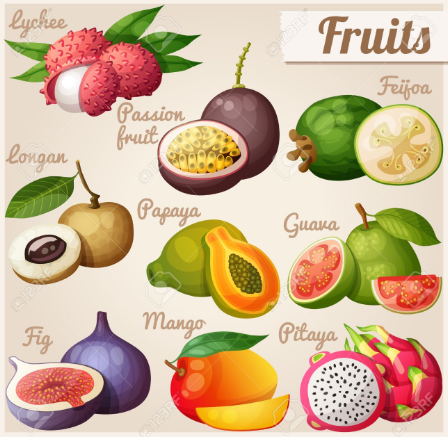 Lychee
Fruits
Passion
fruit
Feijoa
Longan
Papaya
Guava
Fig
Mango
Pitaya